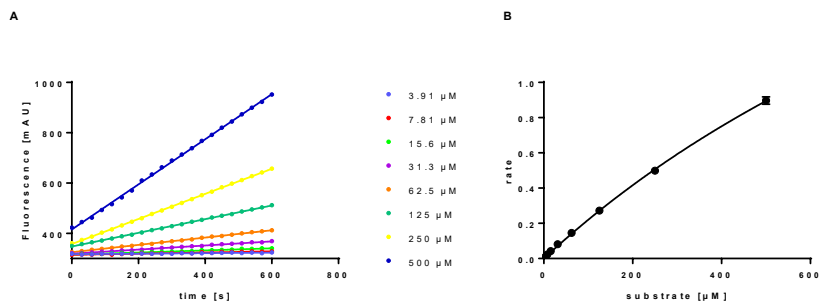 A
B
1000
800
600
400
0
200
400
600
800
Fluorescence [mAU]
time [s]
3.91 µM
7.81 µM
15.6 µM
31.3 µM
62.5 µM
125 µM
250 µM
500 µM
1.0
0.8
0.6
0.4
0.2
0.0
0
200
400
600
rate
substrate [µM]